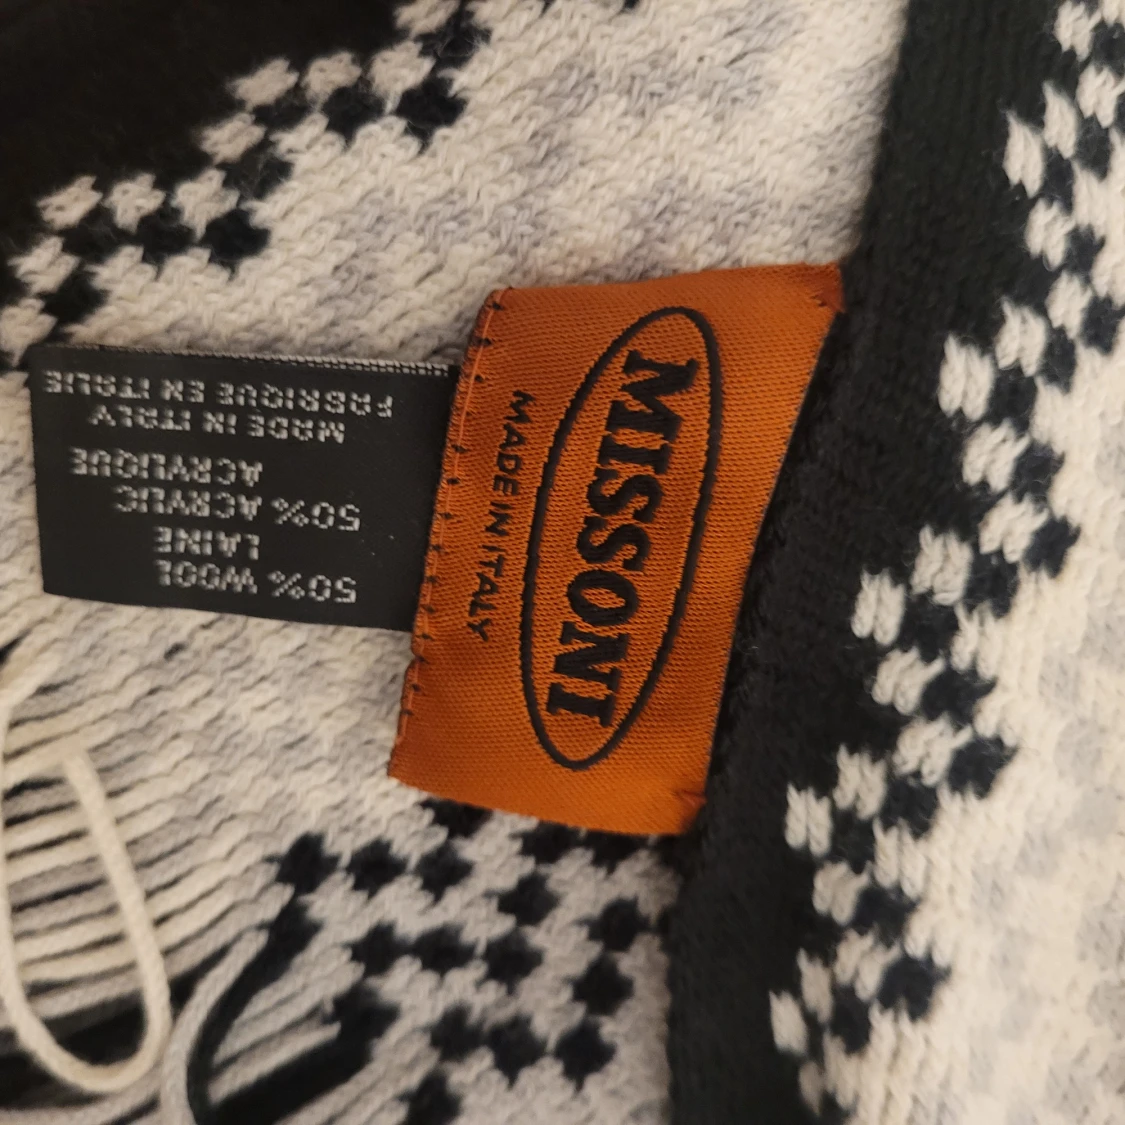 MISSONI
MADE IN ITALY
50% WOOL
LAINE
50% ACRYLIC
ACRYLIQUE
MADE IN ITALY
FABRIQUE EN ITALIE